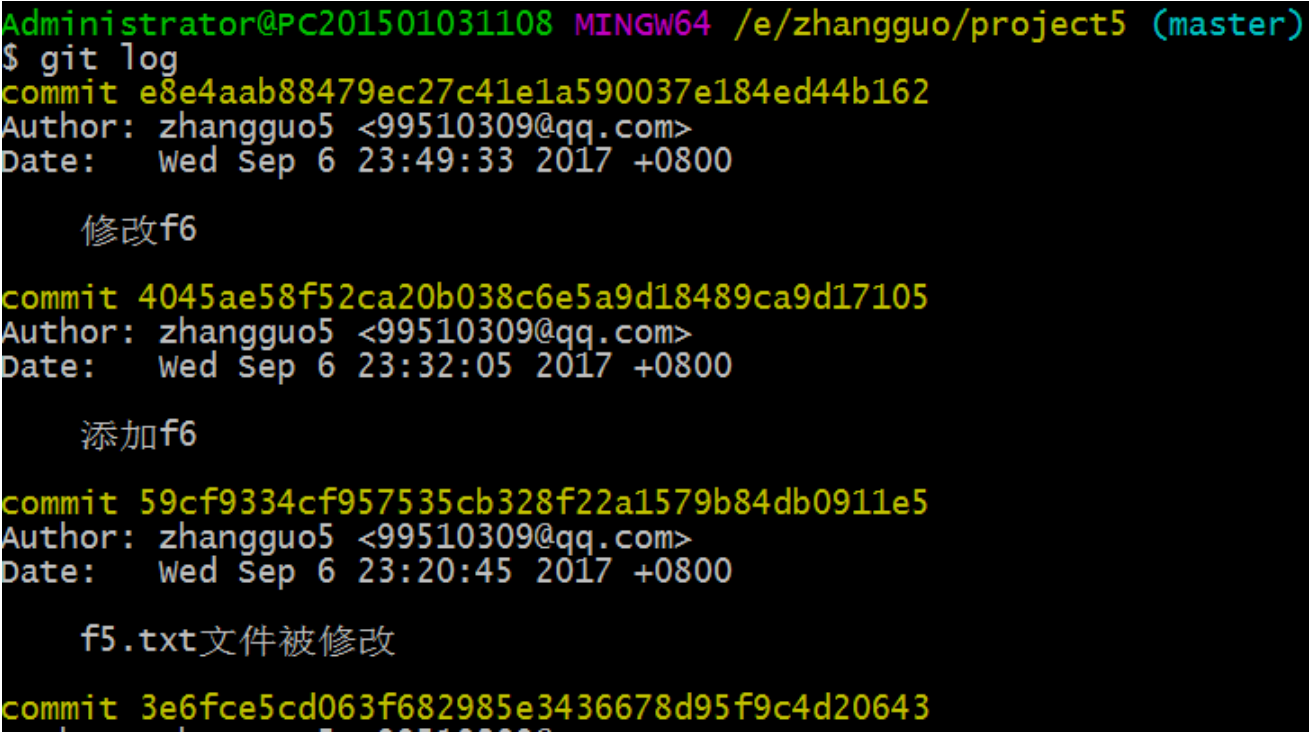 Administrator@PC201501031108 MINGW64 /e/zhangguo/project5 (master)
$ git log
commit e8e4aab88479ec27c41e1a590037e184ed44b162
Author: zhangguo5 <99510309@qq.com>
Date:   Wed Sep 6 23:49:33 2017 +0800
修改f6
commit 4045ae58f52ca20b038c6e5a9d18489ca9d17105
Author: zhangguo5 <99510309@qq.com>
Date:   Wed Sep 6 23:32:05 2017 +0800
添加f6
commit 59cf9334cf957535cb328f22a1579b84db0911e5
Author: zhangguo5 <99510309@qq.com>
Date:   Wed Sep 6 23:20:45 2017 +0800
f5.txt文件被修改
commit 3e6fce5cd063f682985e3436678d95f9c4d20643